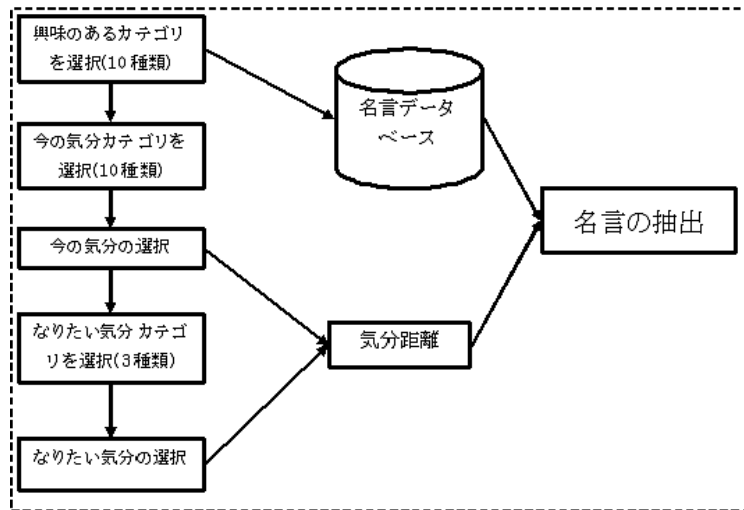 興味のあるカテゴリ
を選択(10種類)
今の気分カテゴリを
選択(10種類)
今の気分の選択
なりたい気分カテゴ
リを選択(3種類)
なりたい気分の選択
名言データ
ベース
気分距離
名言の抽出